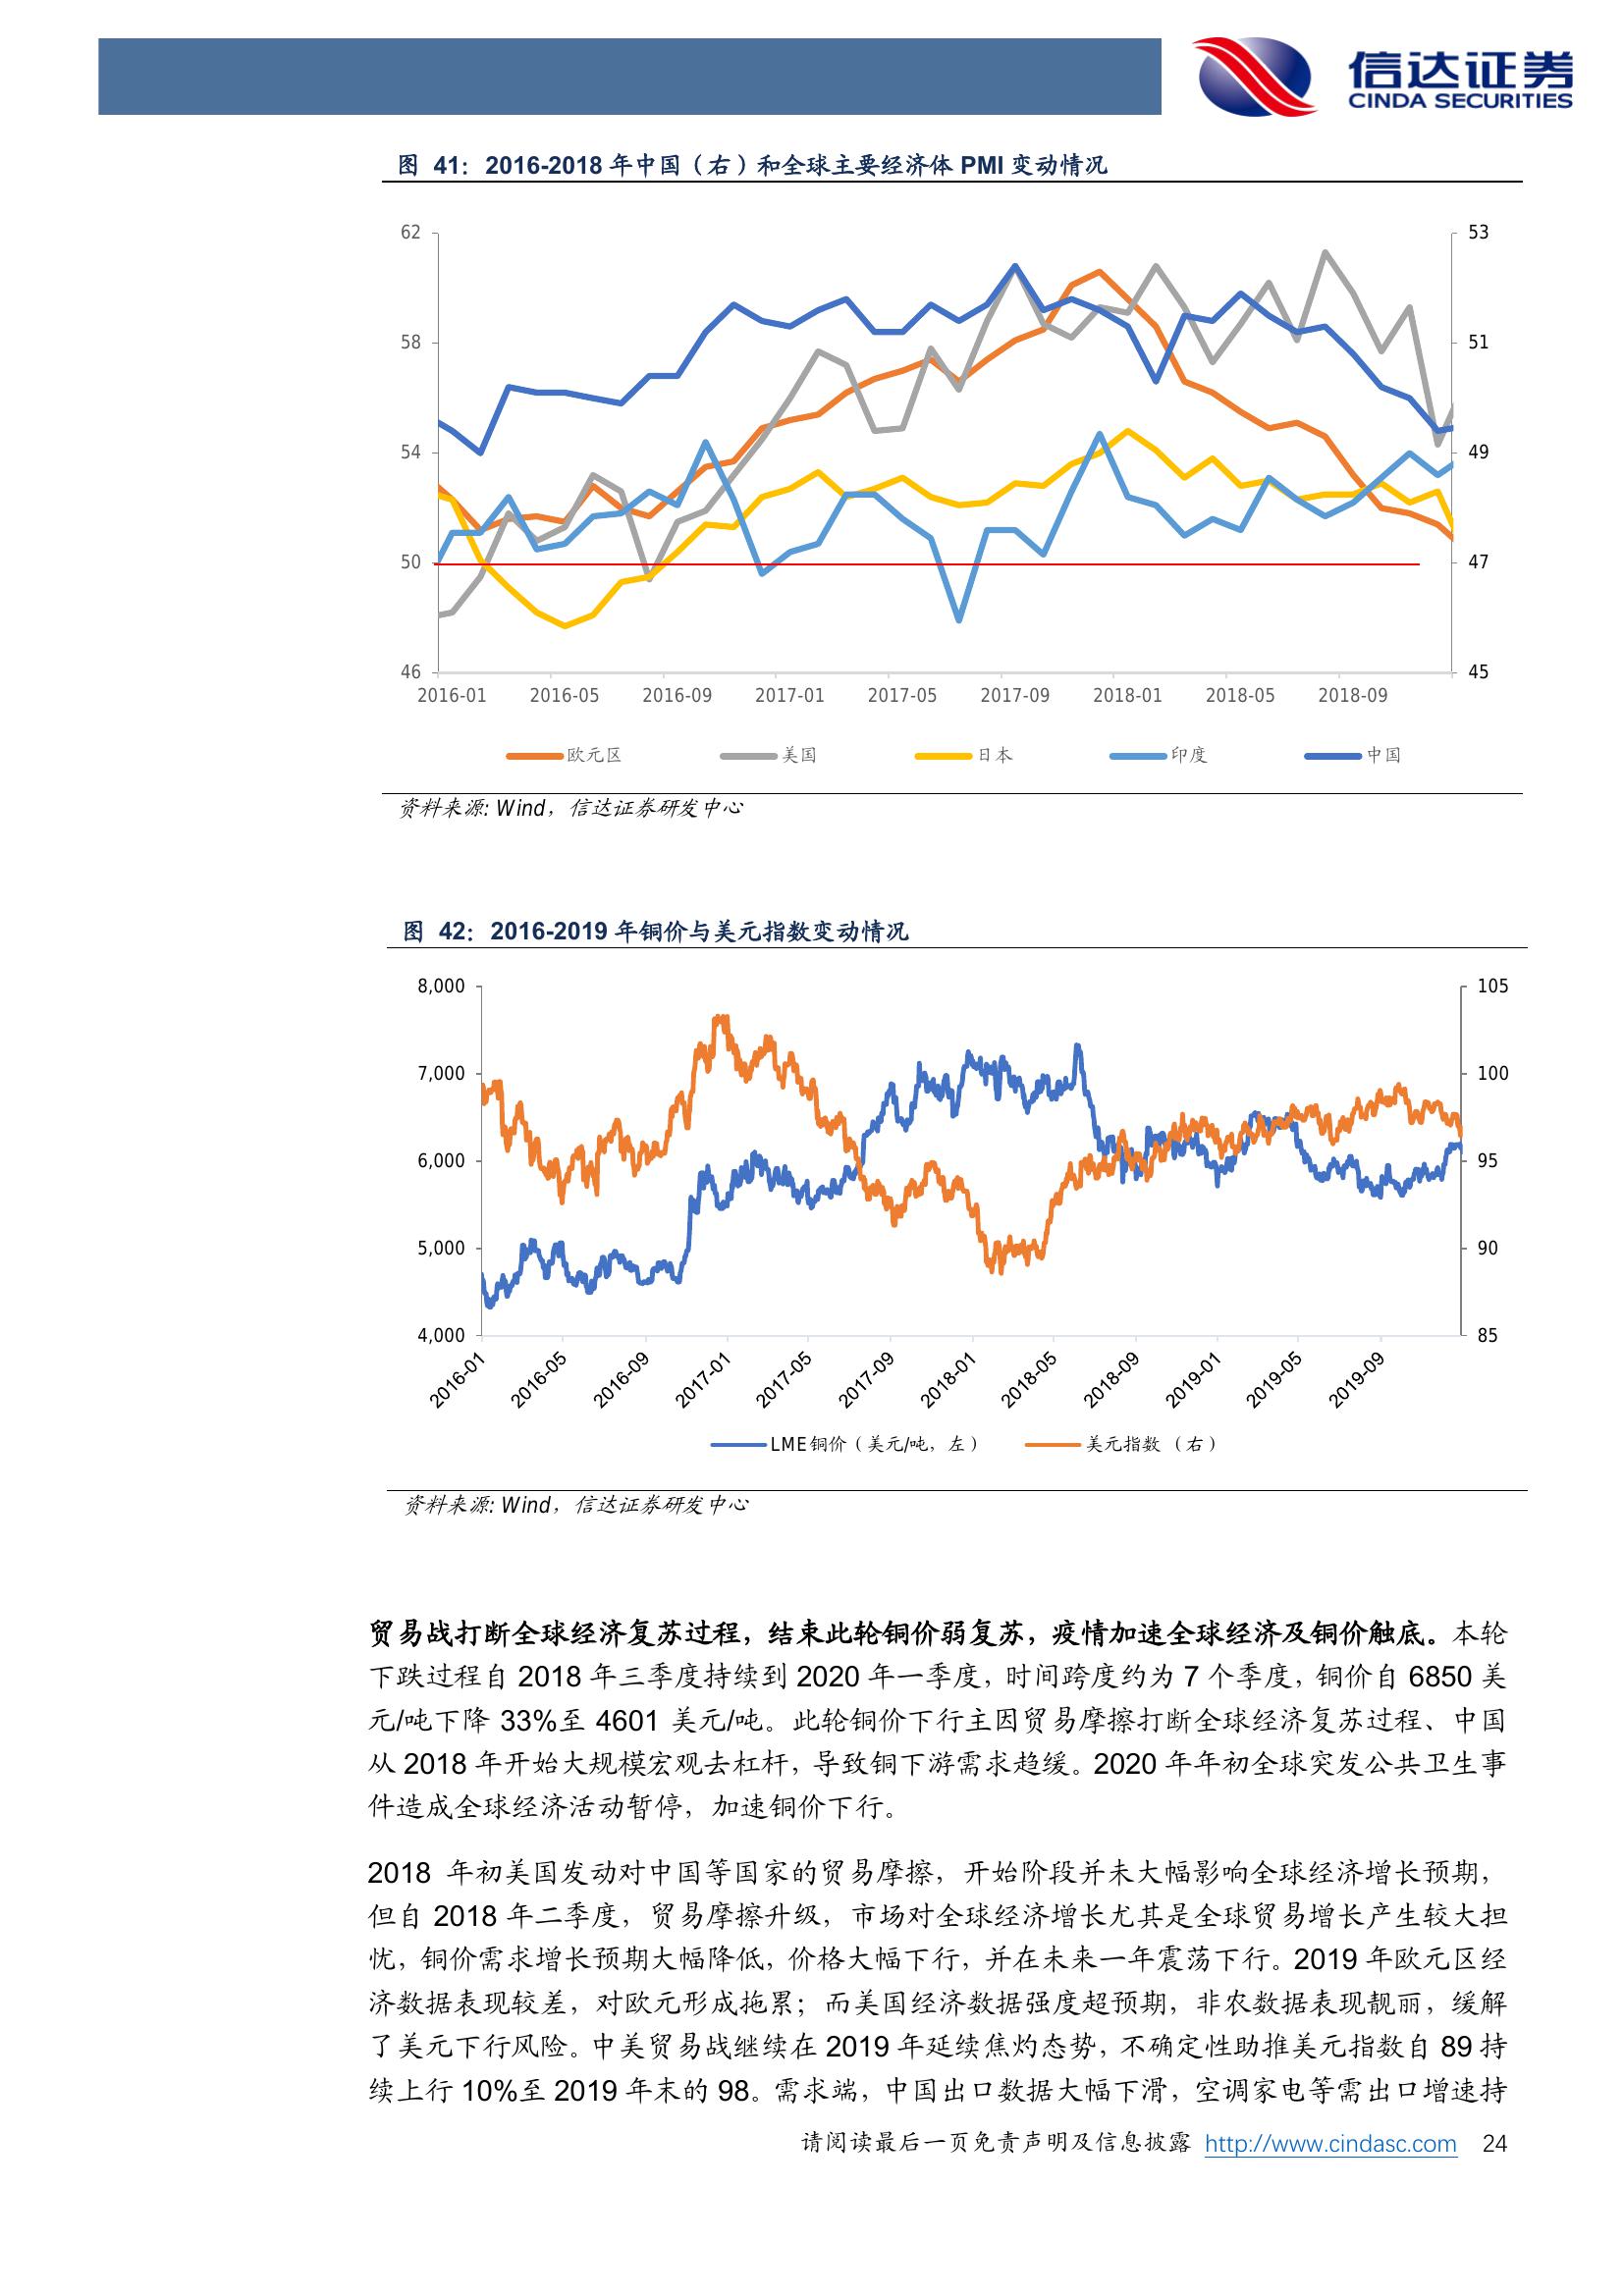 信达证券
CINDA SECURITIES
图 41：2016-2018 年中国（右）和全球主要经济体 PMI 变动情况
62
58
54
50
46
53
51
49
47
45
2016-01 2016-05 2016-09 2017-01 2017-05 2017-09 2018-01 2018-05 2018-09
欧元区 美国 日本 印度 中国
资料来源: Wind，信达证券研发中心
图 42：2016-2019 年铜价与美元指数变动情况
8,000
7,000
6,000
5,000
4,000
105
100
95
90
85
2016-01 2016-05 2016-09 2017-01 2017-05 2017-09 2018-01 2018-05 2018-09 2019-01 2019-05 2019-09
LME铜价（美元/吨，左） 美元指数（右）
资料来源: Wind，信达证券研发中心
贸易战打断全球经济复苏过程，结束此轮铜价弱复苏，疫情加速全球经济及铜价触底。本轮
下跌过程自 2018 年三季度持续到 2020 年一季度，时间跨度约为 7 个季度，铜价自 6850 美
元/吨下降 33%至 4601 美元/吨。此轮铜价下行主因贸易摩擦打断全球经济复苏过程、中国
从 2018 年开始大规模宏观去杠杆，导致铜下游需求趋缓。2020 年年初全球突发公共卫生事
件造成全球经济活动暂停，加速铜价下行。
2018 年初美国发动对中国等国家的贸易摩擦，开始阶段并未大幅影响全球经济增长预期，
但自 2018 年二季度，贸易摩擦升级，市场对全球经济增长尤其是全球贸易增长产生较大担
忧，铜价需求增长预期大幅降低，价格大幅下行，并在未来一年震荡下行。2019 年欧元区经
济数据表现较差，对欧元形成拖累；而美国经济数据强度超预期，非农数据表现靓丽，缓解
了美元下行风险。中美贸易战继续在 2019 年延续焦灼态势，不确定性助推美元指数自 89 持
续上行 10%至 2019 年末的 98。需求端，中国出口数据大幅下滑，空调家电等需出口增速持
请阅读最后一页免责声明及信息披露 http://www.cindasc.com 24